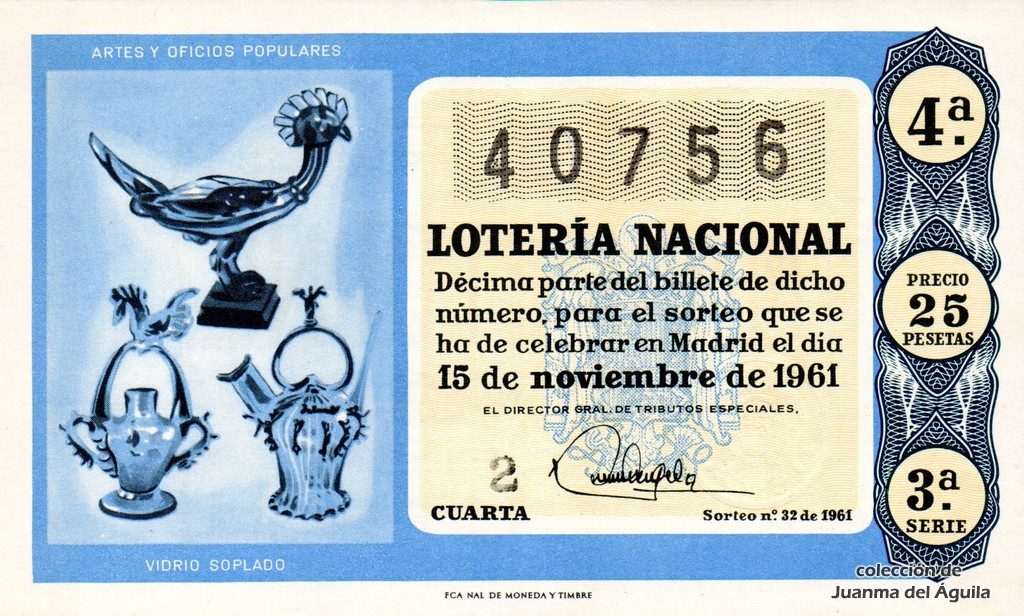 ARTES Y OFICIOS POPULARES
VIDRIO SOPLADO
40756
LOTERÍA NACIONAL
Décima parte del billete de dicho
número, para el sorteo que se
ha de celebrar en Madrid el día
15 de noviembre de 1961
EL DIRECTOR GRAL. DE TRIBUTOS ESPECIALES,
2
CUARTA
Sorteo nº. 32 de 1961
4ª.
PRECIO
25
PESETAS
3ª
SERIE
FCA NAL DE MONEDA Y TIMBRE
colección de
Juanma del Águila